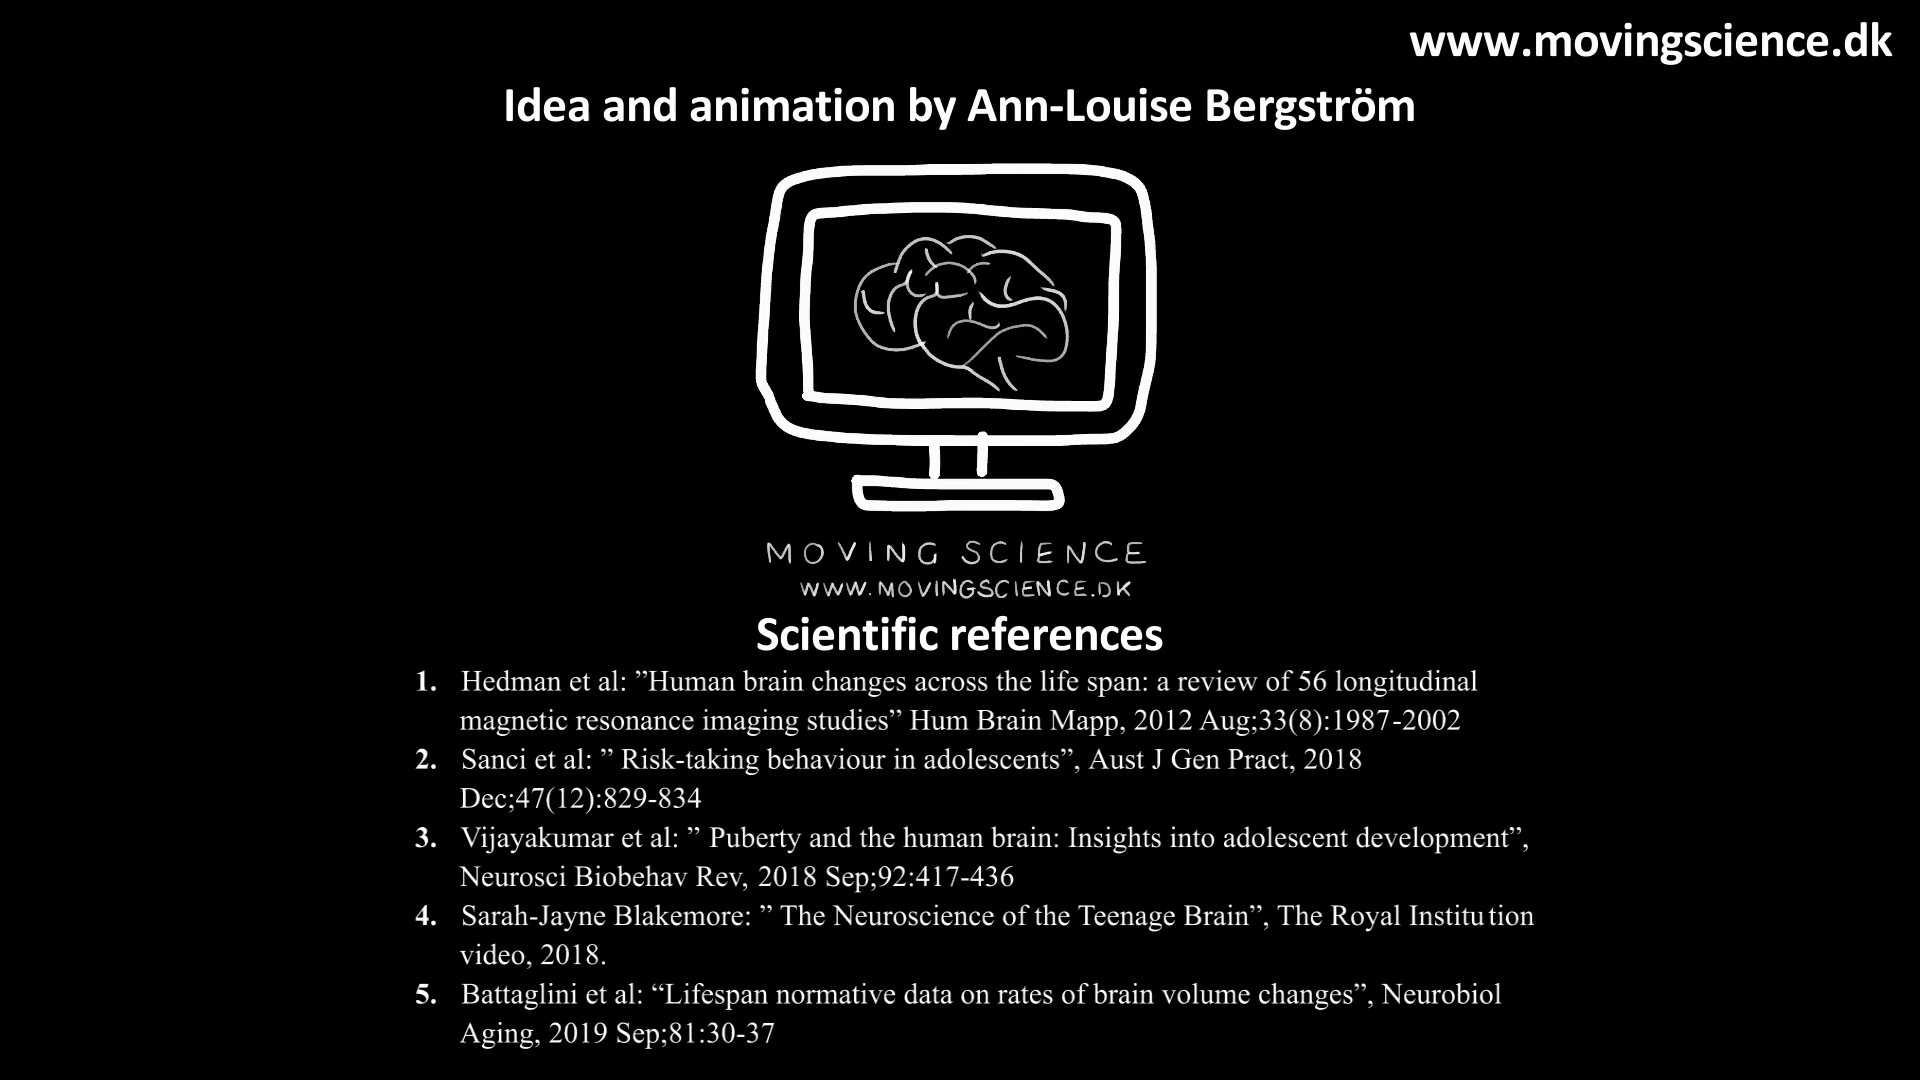 www.movingscience.dk
Idea and animation by Ann-Louise Bergström
MOVING SCIENCE
WWW.MOVINGSCIENCE.DK
Scientific references
1. Hedman et al: ”Human brain changes across the life span: a review of 56 longitudinal
magnetic resonance imaging studies” Hum Brain Mapp, 2012 Aug;33(8):1987-2002
2. Sanci et al: ” Risk-taking behaviour in adolescents”, Aust J Gen Pract, 2018
Dec;47(12):829-834
3. Vijayakumar et al: ” Puberty and the human brain: Insights into adolescent development”,
Neurosci Biobehav Rev, 2018 Sep;92:417-436
4. Sarah-Jayne Blakemore: ” The Neuroscience of the Teenage Brain”, The Royal Institution
video, 2018.
5. Battaglini et al: “Lifespan normative data on rates of brain volume changes”, Neurobiol
Aging, 2019 Sep;81:30-37